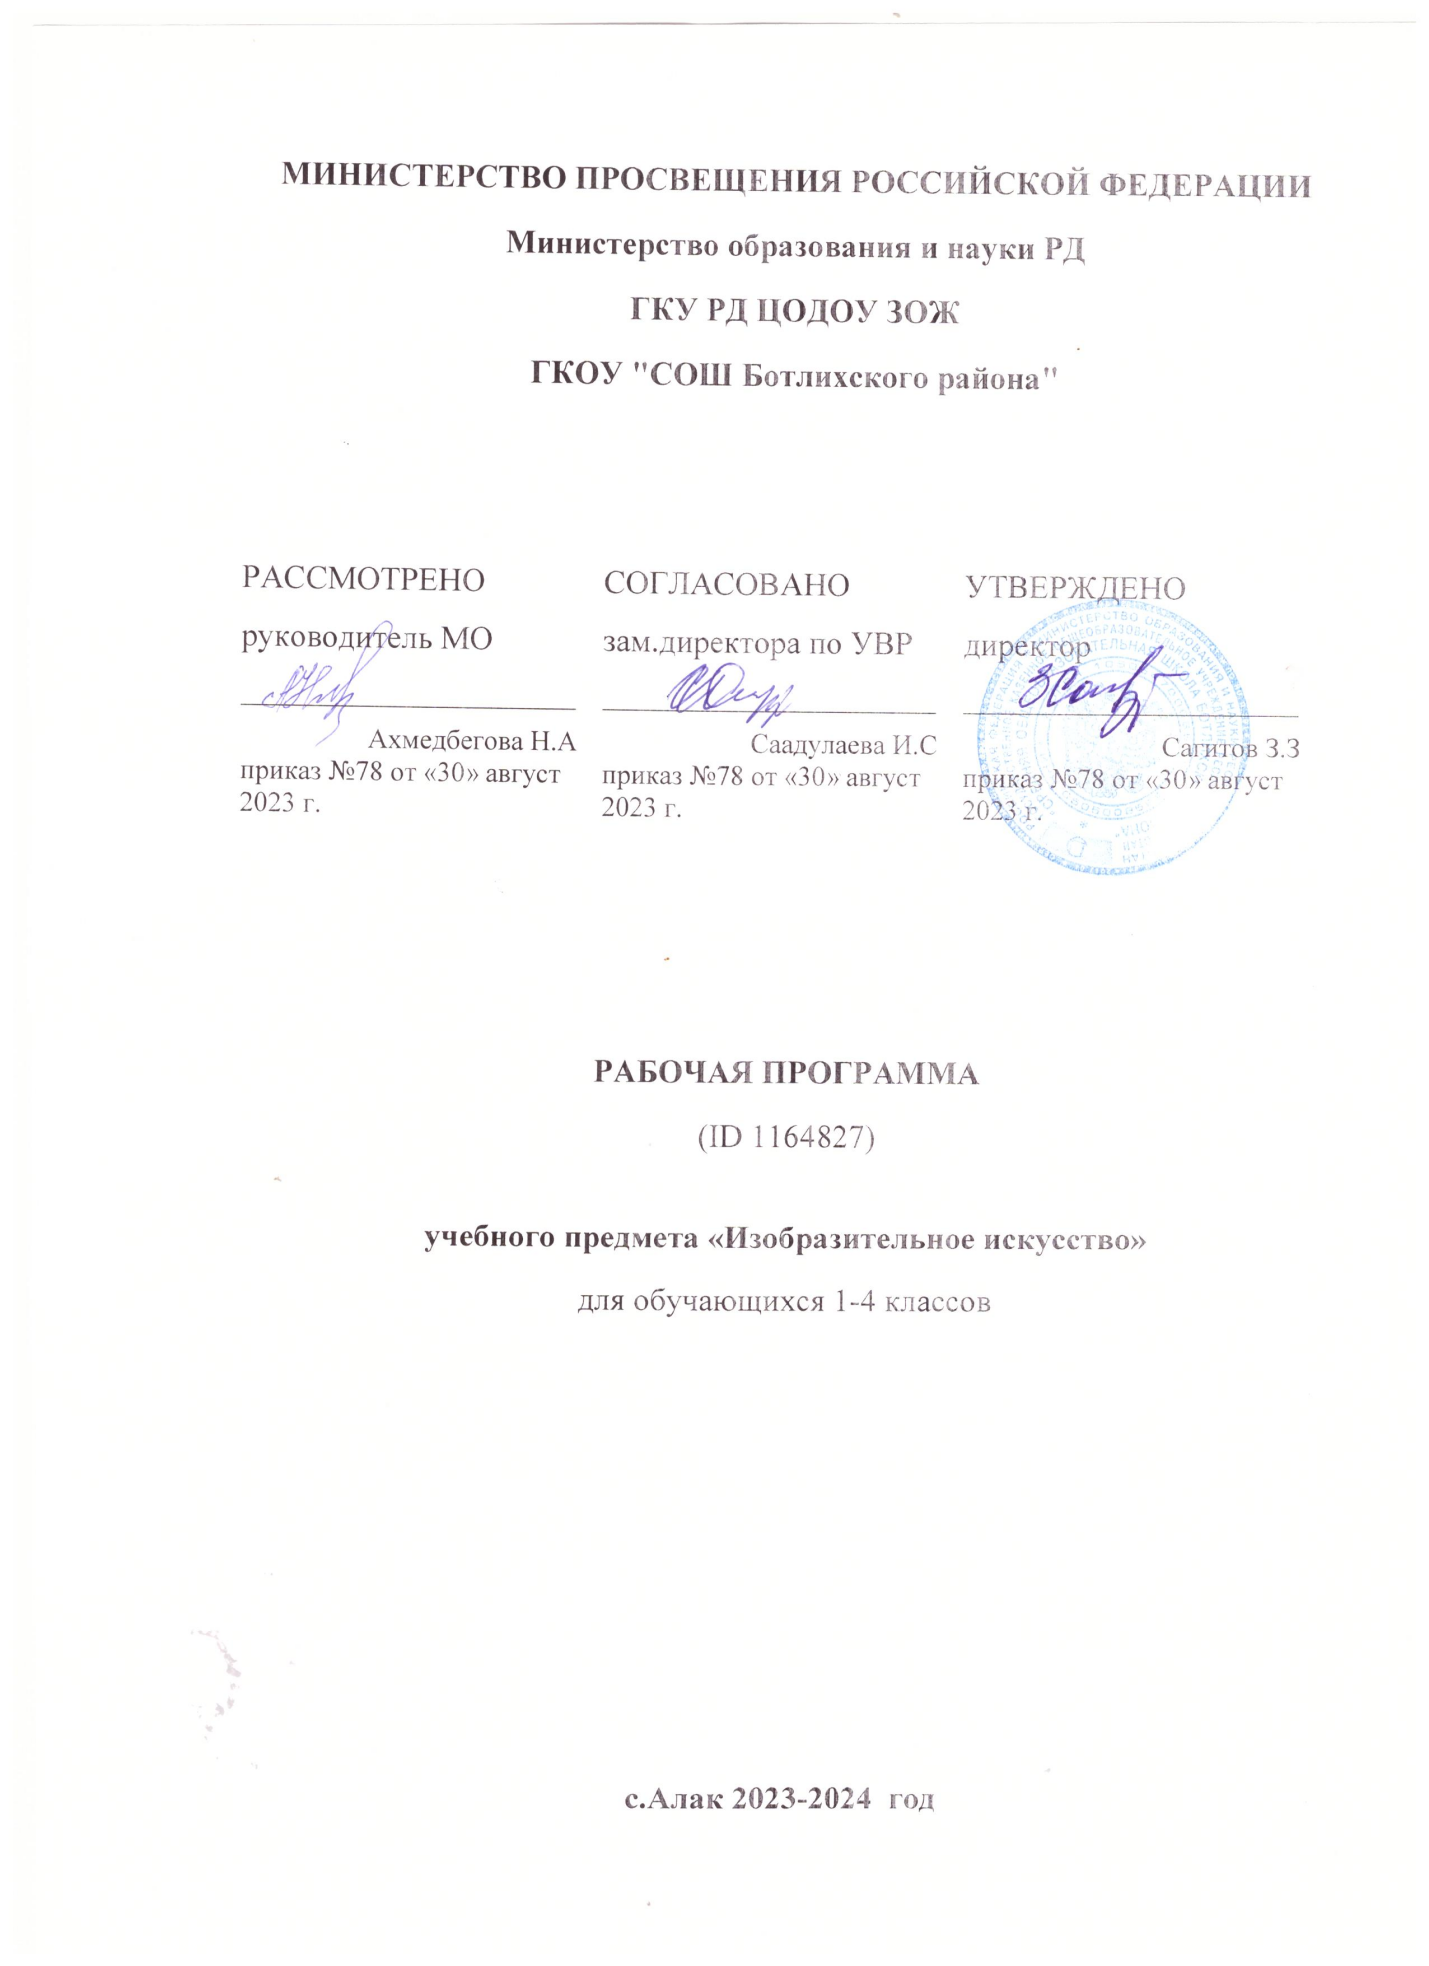 МИНИСТЕРСТВО ПРОСВЕЩЕНИЯ РОССИЙСКОЙ ФЕДЕРАЦИИ
Министерство образования и науки РД
ГКУ РД ЦОДОУ ЗОЖ
ГКОУ "СОШ Ботлихского района"
РАССМОТРЕНО
руководитель МО
Ахмедбегова Н.А
приказ №78 от «30» август
2023 г.
СОГЛАСОВАНО
зам.директора по УВР
Саадулаева И.С
приказ №78 от «30» август
2023 г.
УТВЕРЖДЕНО
директор
Сагитов З.З
приказ №78 от «30» август
2023 г.
РАБОЧАЯ ПРОГРАММА
(ID 1164827)
учебного предмета «Изобразительное искусство»
для обучающихся 1-4 классов
с.Алак 2023-2024 год